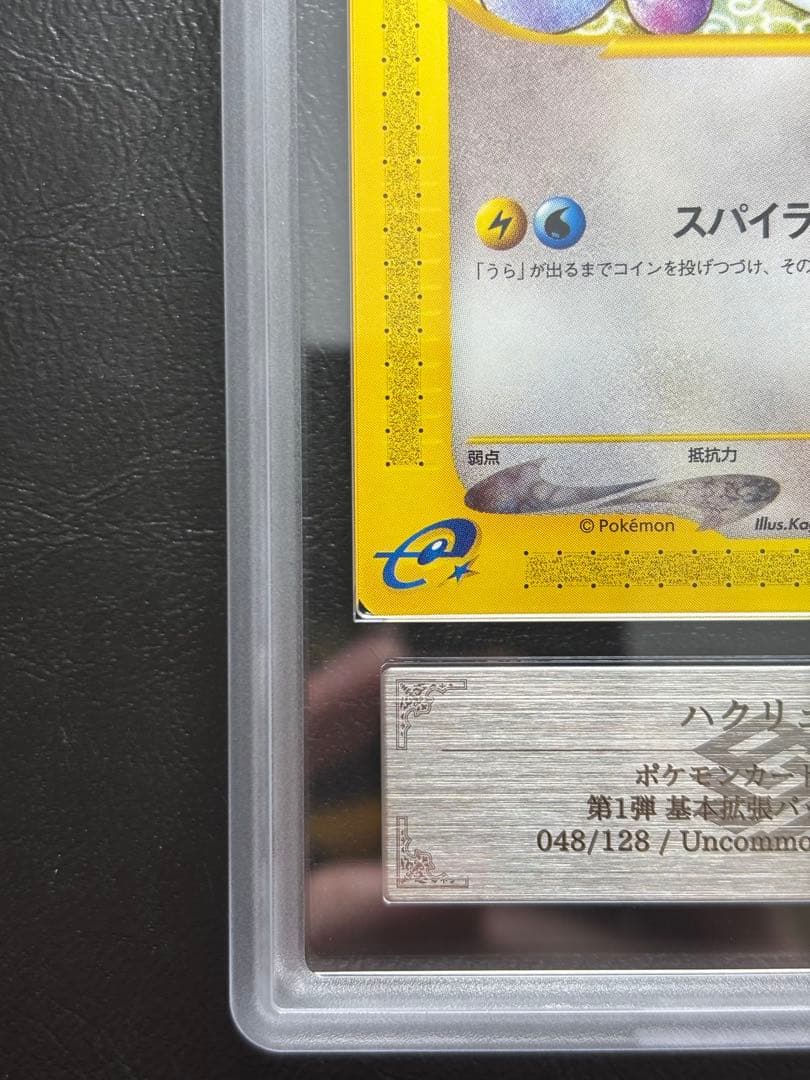 スパイラ
「うら」が出るまでコインを投げつづけ、その
弱点 抵抗力
© Pokémon Illus.Kag
ハクリュ
ポケモンカード
第1弾 基本拡張パ
048/128 / Uncommo